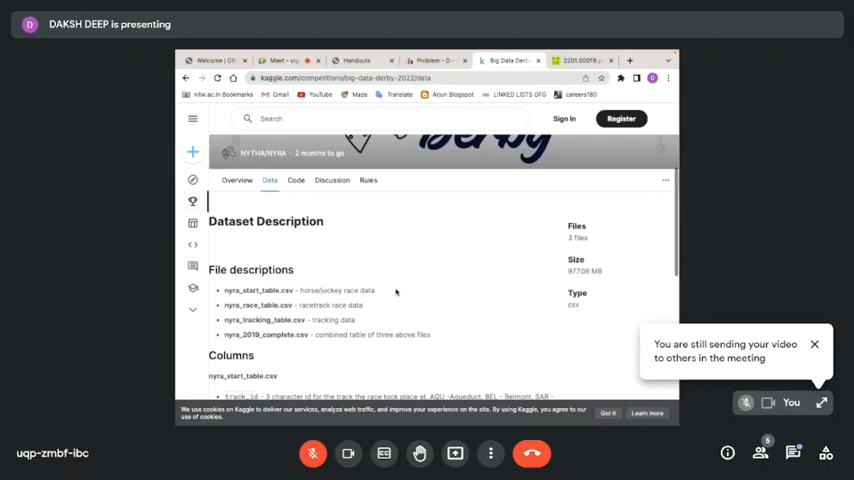 D DAKSH DEEP is presenting
Welcome | Oli
Meet - uq
Handout
Problem - D -
Big Data Derb
2201.00019.p
kaggle.com/competitions/big-data-derby-2022/data
nitw.ac.in Bookmarks Gmail YouTube Maps Translate Arjun Blogspot LINKED LISTS GFG careers180
Search
Sign In
Register
Derby
NYTHA/NYRA · 2 months to go
Overview Data Code Discussion Rules
Dataset Description
Files
3 files
Size
977.06 MB
Type
csv
File descriptions
nyra_start_table.csv - horse/jockey race data
nyra_race_table.csv - racetrack race data
nyra_tracking_table.csv - tracking data
nyra_2019_complete.csv - combined table of three above files
Columns
nyra_start_table.csv
track_id - 3 character id for the track the race took place at. AQU -Aqueduct, BEL - Belmont, SAR -
We use cookies on Kaggle to deliver our services, analyze web traffic, and improve your experience on the site. By using Kaggle, you agree to our
use of cookies.
Got it
Learn more
You are still sending your video
to others in the meeting
You
uqp-zmbf-ibc
5